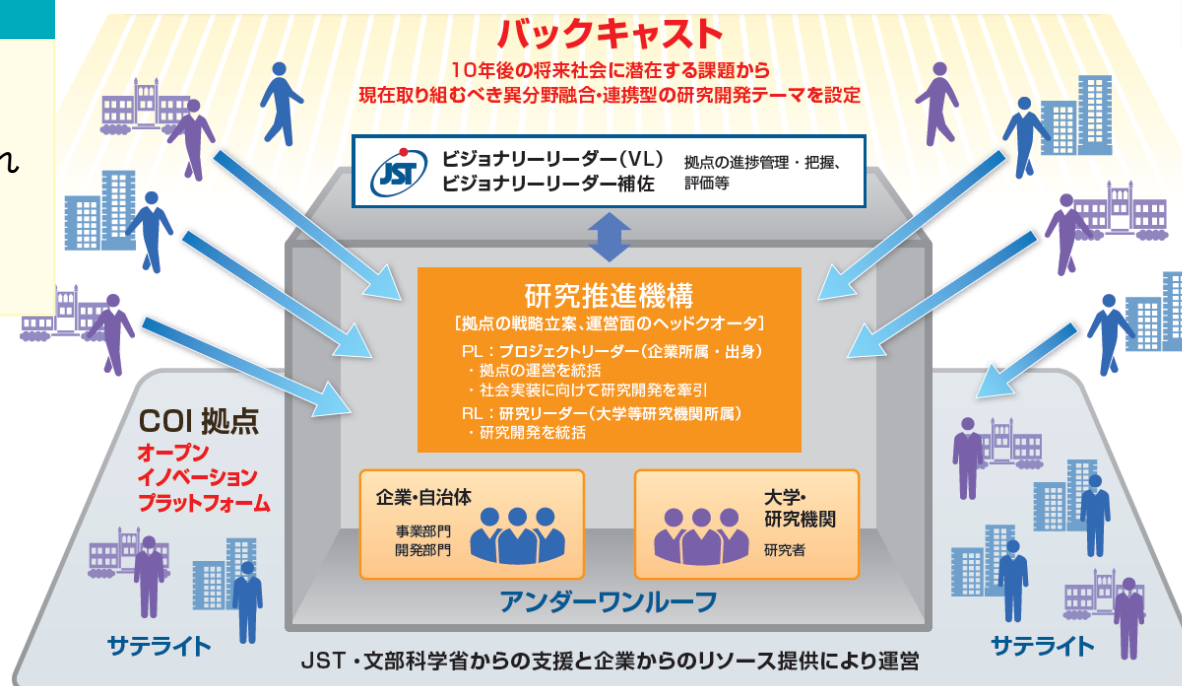 れ
バックキャスト
10年後の将来社会に潜在する課題から
現在取り組むべき異分野融合・連携型の研究開発テーマを設定
JST
ビジョナリーリーダー(VL)
ビジョナリーリーダー補佐
拠点の進捗管理・把握、
評価等
研究推進機構
[拠点の戦略立案、運営面のヘッドクオータ]
PL：プロジェクトリーダー(企業所属・出身)
・拠点の運営を統括
・社会実装に向けて研究開発を牽引
RL：研究リーダー(大学等研究機関所属)
・研究開発を統括
COI 拠点
オープン
イノベーション
プラットフォーム
企業・自治体
事業部門
開発部門
大学・
研究機関
研究者
アンダーワンルーフ
サテライト
サテライト
JST・文部科学省からの支援と企業からのリソース提供により運営